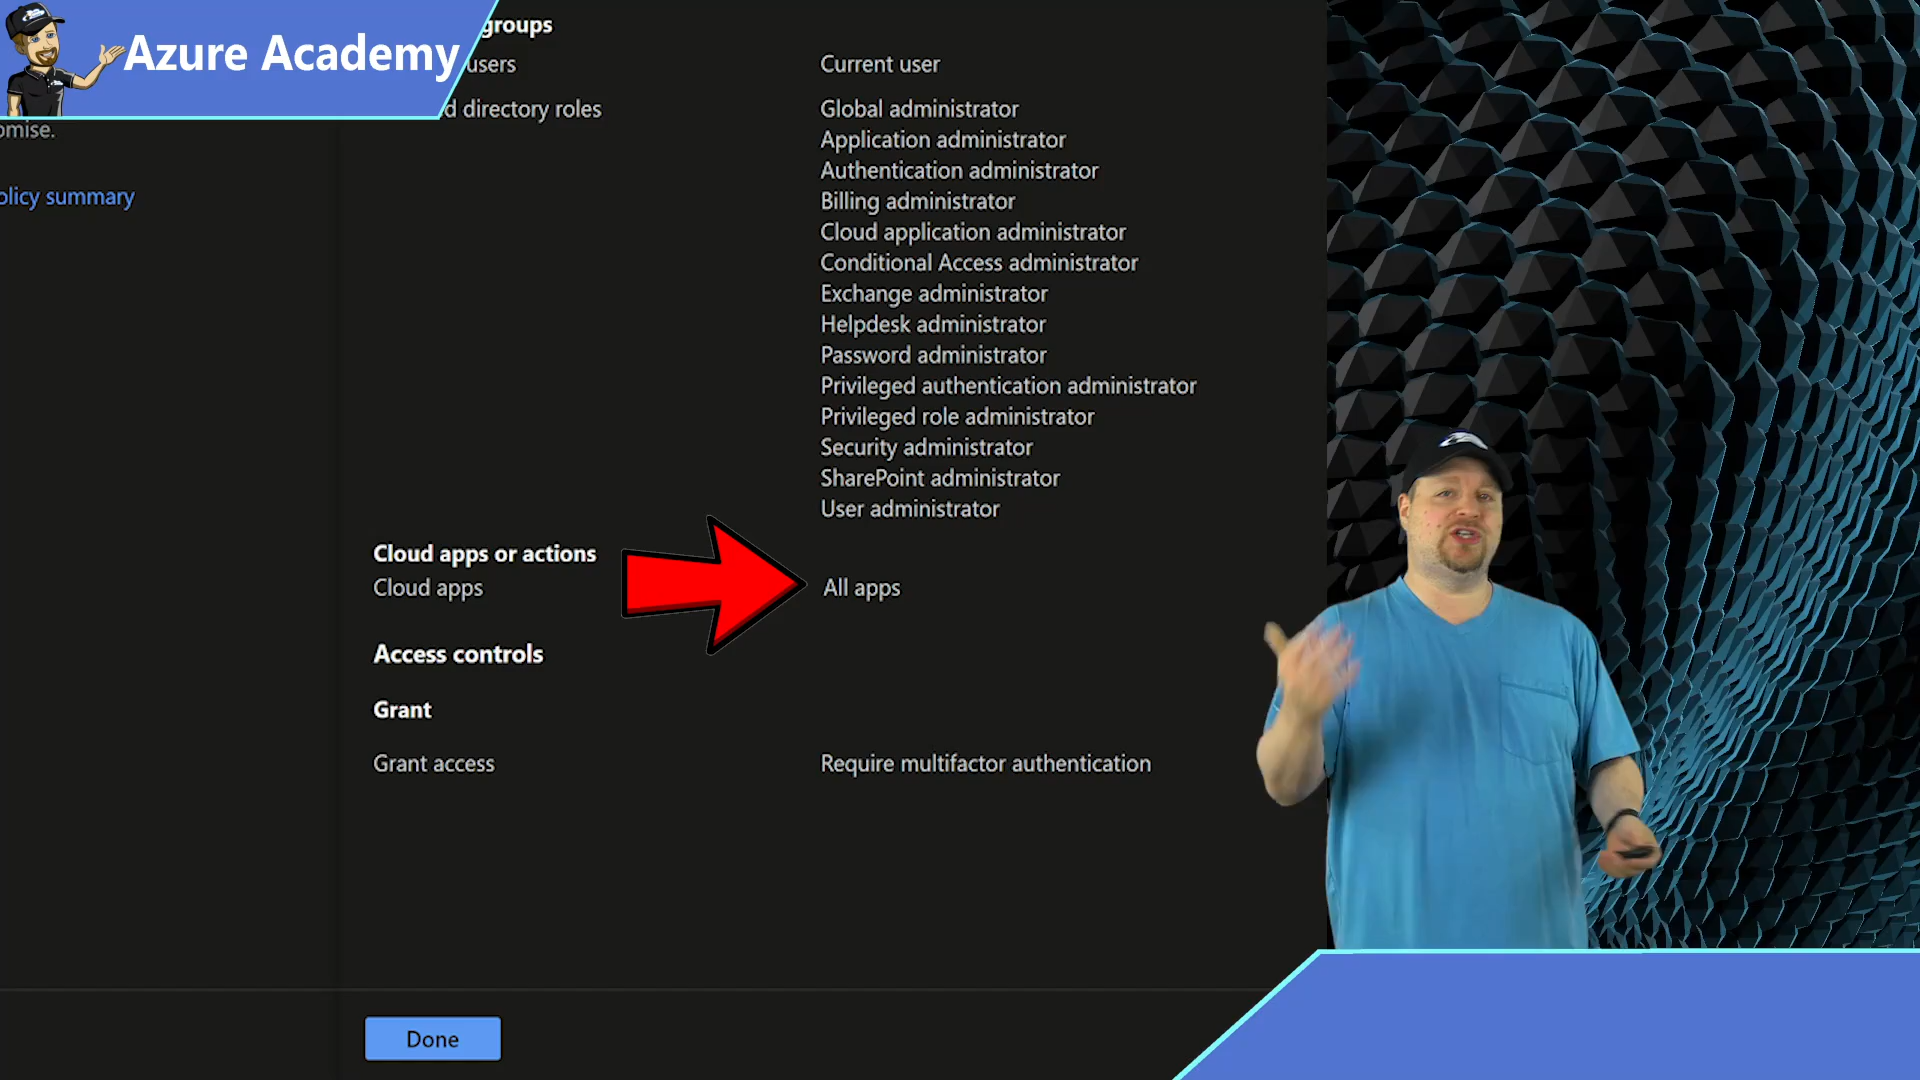 Azure Academy
groups
users
Current user
d directory roles
Global administrator
Application administrator
Authentication administrator
Billing administrator
Cloud application administrator
Conditional Access administrator
Exchange administrator
Helpdesk administrator
Password administrator
Privileged authentication administrator
Privileged role administrator
Security administrator
SharePoint administrator
User administrator
omise.
olicy summary
Cloud apps or actions
Cloud apps
All apps
Access controls
Grant
Grant access
Require multifactor authentication
Done